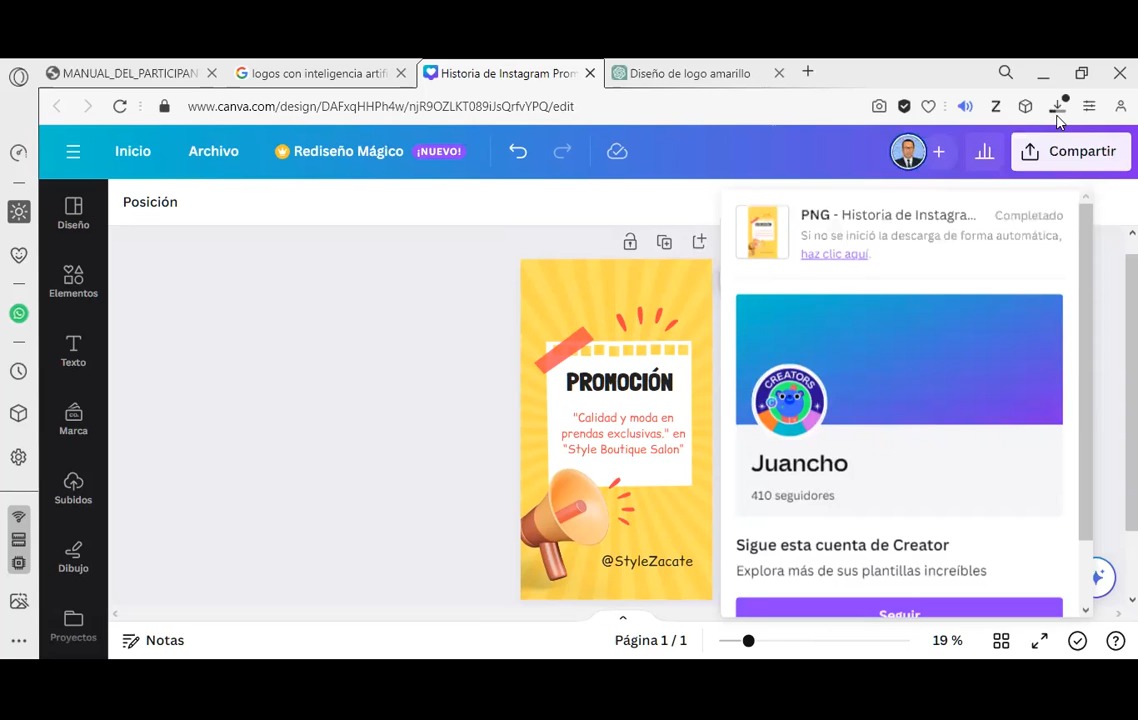 MANUAL_DEL_PARTICIPAN
logos con inteligencia artifi
Historia de Instagram Prom
Diseño de logo amarillo
www.canva.com/design/DAFxqHHPh4w/njR9OZLKT089iJsQrfvYPQ/edit
Inicio
Archivo
Rediseño Mágico
¡NUEVO!
Compartir
Diseño
Elementos
Texto
Marca
Subidos
Dibujo
Proyectos
Posición
PROMOCIÓN
"Calidad y moda en
prendas exclusivas." en
"Style Boutique Salon"
@StyleZacate
PNG - Historia de Instagra...
Completado
Si no se inició la descarga de forma automática,
haz clic aquí.
CREATORS
Juancho
410 seguidores
Sigue esta cuenta de Creator
Explora más de sus plantillas increíbles
Seguir
Notas
Página 1 / 1
19 %